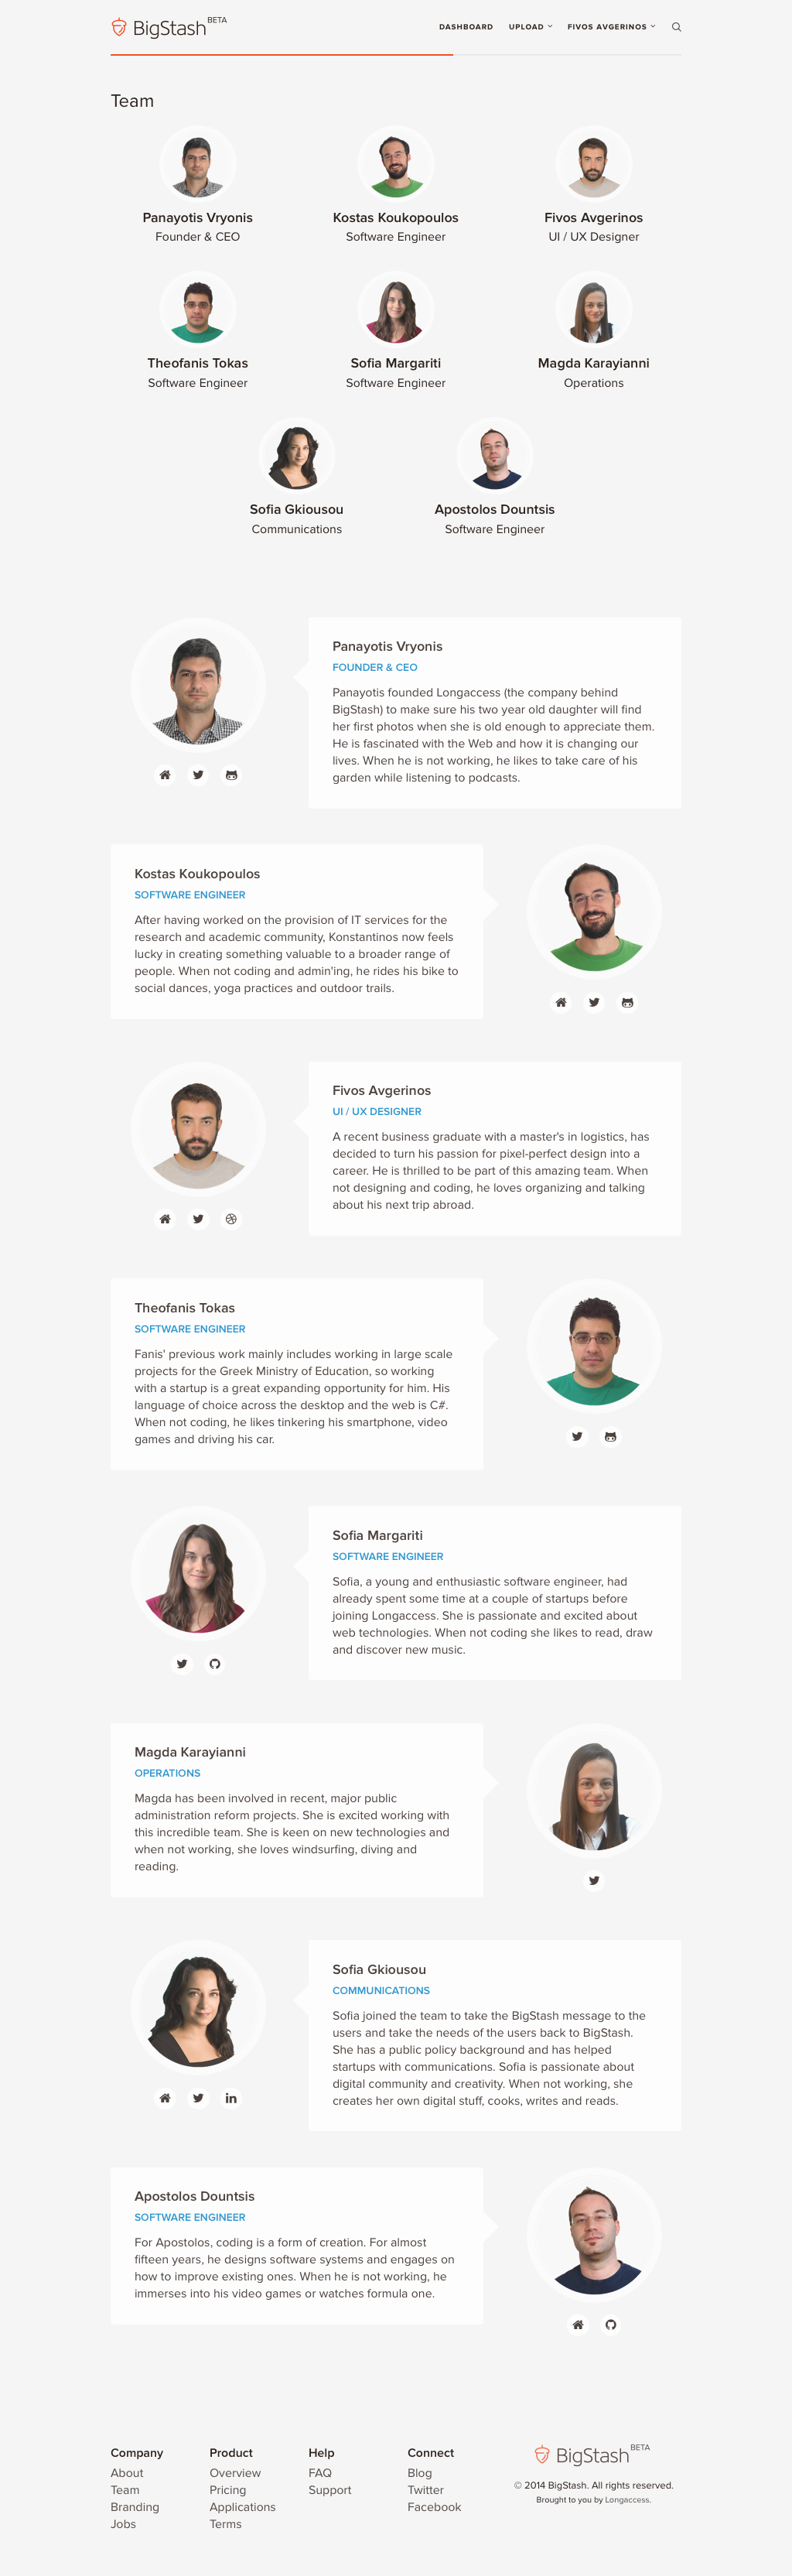 BigStash BETA
DASHBOARD UPLOAD FIVOS AVGERINOS
Team
Panayotis Vryonis
Founder & CEO
Kostas Koukopoulos
Software Engineer
Fivos Avgerinos
UI / UX Designer
Theofanis Tokas
Software Engineer
Sofia Margariti
Software Engineer
Magda Karayianni
Operations
Sofia Gkiousou
Communications
Apostolos Dountsis
Software Engineer
Panayotis Vryonis
FOUNDER & CEO
Panayotis founded Longaccess (the company behind
BigStash) to make sure his two year old daughter will find
her first photos when she is old enough to appreciate them.
He is fascinated with the Web and how it is changing our
lives. When he is not working, he likes to take care of his
garden while listening to podcasts.
Kostas Koukopoulos
SOFTWARE ENGINEER
After having worked on the provision of IT services for the
research and academic community, Konstantinos now feels
lucky in creating something valuable to a broader range of
people. When not coding and admin'ing, he rides his bike to
social dances, yoga practices and outdoor trails.
Fivos Avgerinos
UI / UX DESIGNER
A recent business graduate with a master's in logistics, has
decided to turn his passion for pixel-perfect design into a
career. He is thrilled to be part of this amazing team. When
not designing and coding, he loves organizing and talking
about his next trip abroad.
Theofanis Tokas
SOFTWARE ENGINEER
Fanis' previous work mainly includes working in large scale
projects for the Greek Ministry of Education, so working
with a startup is a great expanding opportunity for him. His
language of choice across the desktop and the web is C#.
When not coding, he likes tinkering his smartphone, video
games and driving his car.
Sofia Margariti
SOFTWARE ENGINEER
Sofia, a young and enthusiastic software engineer, had
already spent some time at a couple of startups before
joining Longaccess. She is passionate and excited about
web technologies. When not coding she likes to read, draw
and discover new music.
Magda Karayianni
OPERATIONS
Magda has been involved in recent, major public
administration reform projects. She is excited working with
this incredible team. She is keen on new technologies and
when not working, she loves windsurfing, diving and
reading.
Sofia Gkiousou
COMMUNICATIONS
Sofia joined the team to take the BigStash message to the
users and take the needs of the users back to BigStash.
She has a public policy background and has helped
startups with communications. Sofia is passionate about
digital community and creativity. When not working, she
creates her own digital stuff, cooks, writes and reads.
Apostolos Dountsis
SOFTWARE ENGINEER
For Apostolos, coding is a form of creation. For almost
fifteen years, he designs software systems and engages on
how to improve existing ones. When he is not working, he
immerses into his video games or watches formula one.
Company
About
Team
Branding
Jobs
Product
Overview
Pricing
Applications
Terms
Help
FAQ
Support
Connect
Blog
Twitter
Facebook
BigStash BETA
© 2014 BigStash. All rights reserved.
Brought to you by Longaccess.